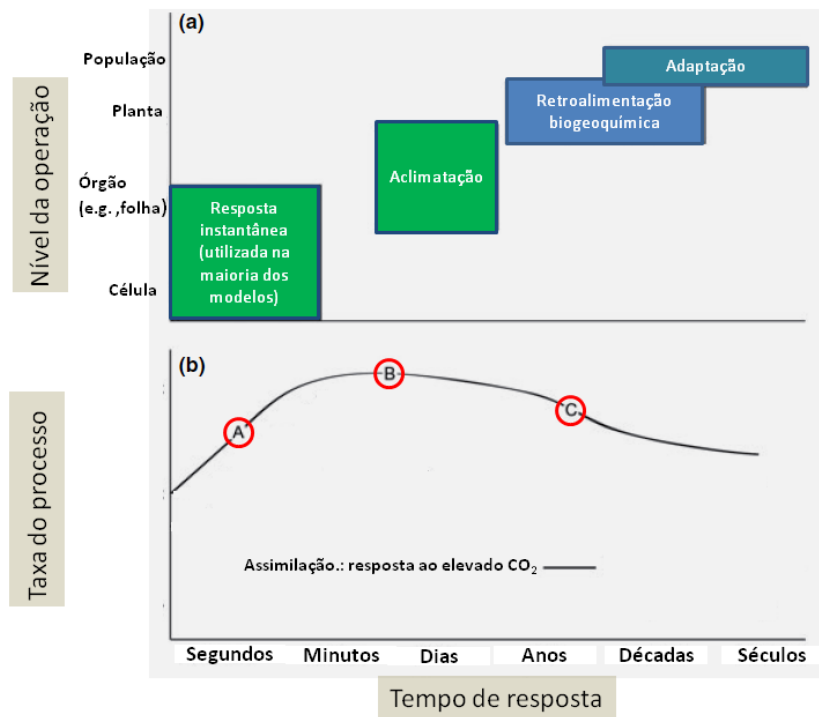 (a)
Nível da operação
População
Planta
Órgão
(e.g. ,folha)
Célula
Adaptação
Retroalimentação
biogeoquímica
Aclimatação
Resposta
instantânea
(utilizada na
maioria dos
modelos)
(b)
Taxa do processo
A
B
C
Assimilação.: resposta ao elevado CO₂
Segundos Minutos Dias Anos Décadas Séculos
Tempo de resposta